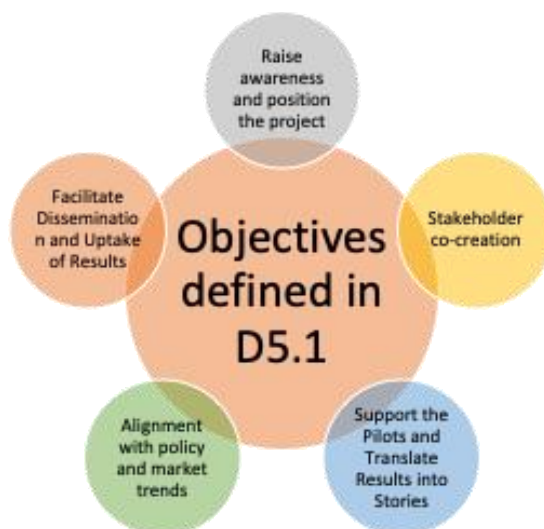 Raise
awareness
and position
the project
Facilitate
Disseminatio
n and Uptake
of Results
Objectives
defined in
D5.1
Stakeholder
co-creation
Alignment
with policy
and market
trends
Support the
Pilots and
Translate
Results into
Stories